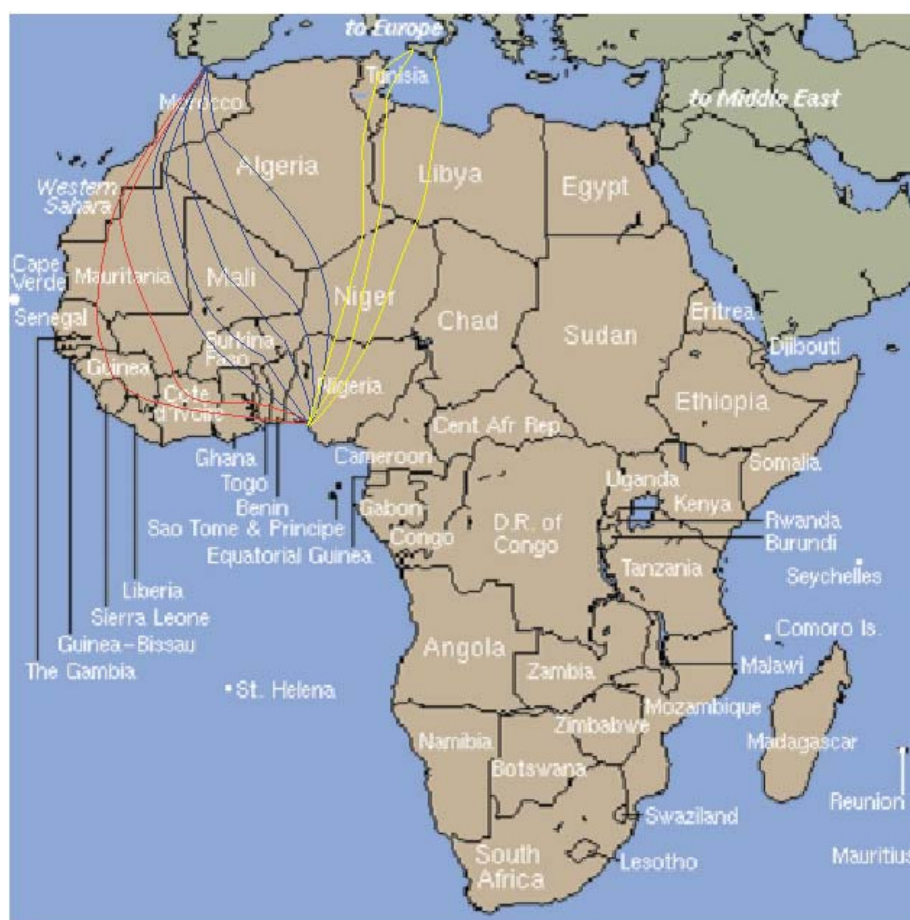 to Europe
Tunisia
to Middle East
Morocco
Algeria
Libya
Egypt
Western
Sahara
Cape
Verde
Mauritania
Mali
Niger
Chad
Sudan
Eritrea
Senegal
Burkina
Faso
Djibouti
Guinea
Nigeria
Cote
d'Ivoire
Ethiopia
Cent Afr Rep
Ghana
Cameroon
Somalia
Togo
Uganda
Benin
Gabon
Kenya
Sao Tome & Principe
D.R. of
Congo
Congo
Rwanda
Equatorial Guinea
Burundi
Tanzania
Seychelles
Liberia
Sierra Leone
Guinea-Bissau
Comoro Is.
The Gambia
Angola
Zambia
Malawi
St. Helena
Mozambique
Zimbabwe
Namibia
Madagascar
Botswana
Reunion
Swaziland
South
Africa
Lesotho
Mauritius